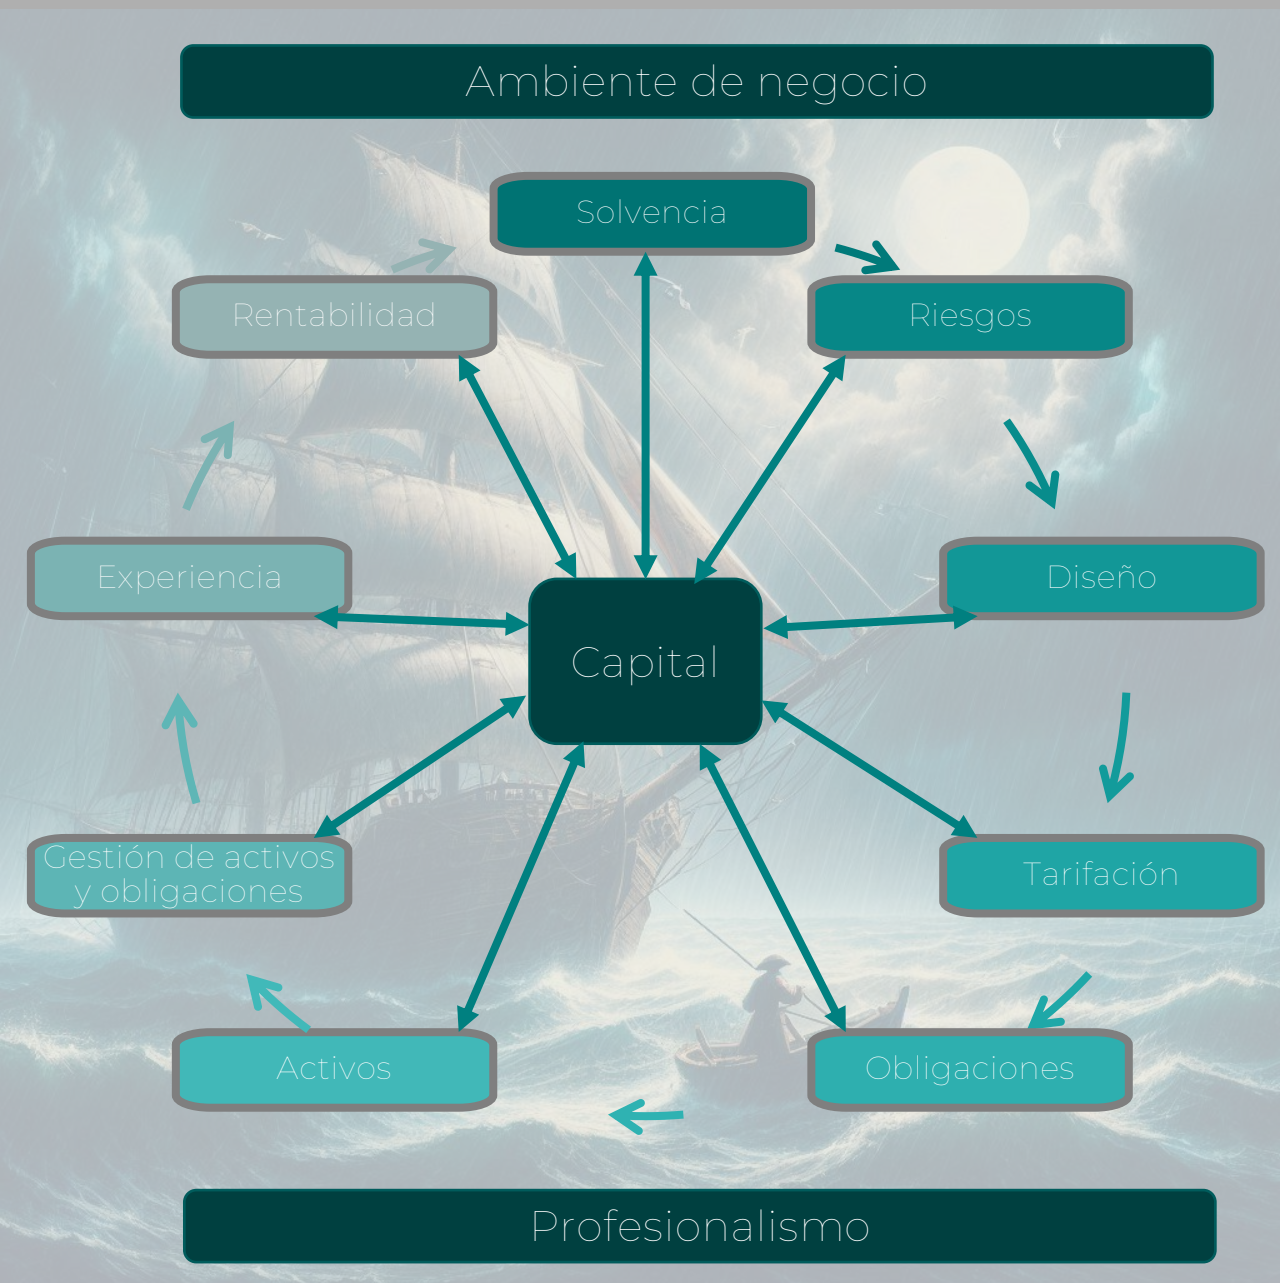 Ambiente de negocio
Solvencia
Rentabilidad
Riesgos
Experiencia
Diseño
Capital
Gestión de activos
y obligaciones
Tarifación
Activos
Obligaciones
Profesionalismo